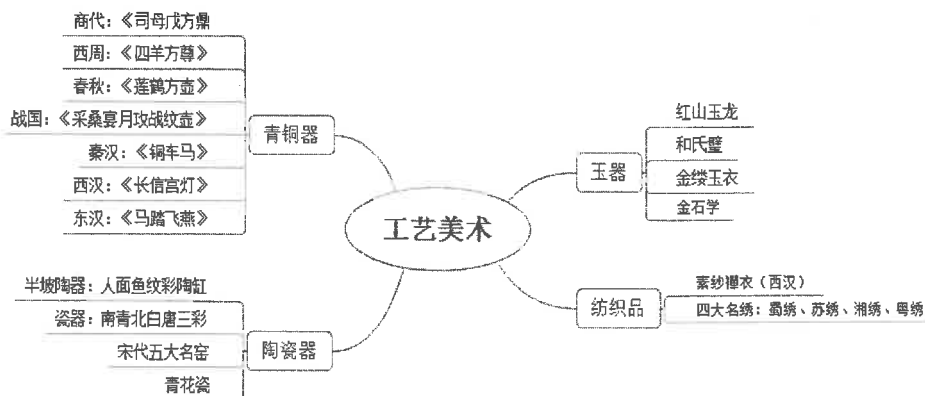 商代：《司母戊方鼎
西周：《四羊方尊》
春秋：《莲鹤方壶》
战国：《采桑宴月攻战纹壶》
秦汉：《铜车马》
西汉：《长信宫灯》
东汉：《马踏飞燕》
青铜器
半坡陶器：人面鱼纹彩陶缸
瓷器：南青北白唐三彩
宋代五大名窑
青花瓷
陶瓷器
工艺美术
玉器
红山玉龙
和氏璧
金缕玉衣
金石学
纺织品
素纱禅衣（西汉）
四大名绣：蜀绣、苏绣、湘绣、粤绣